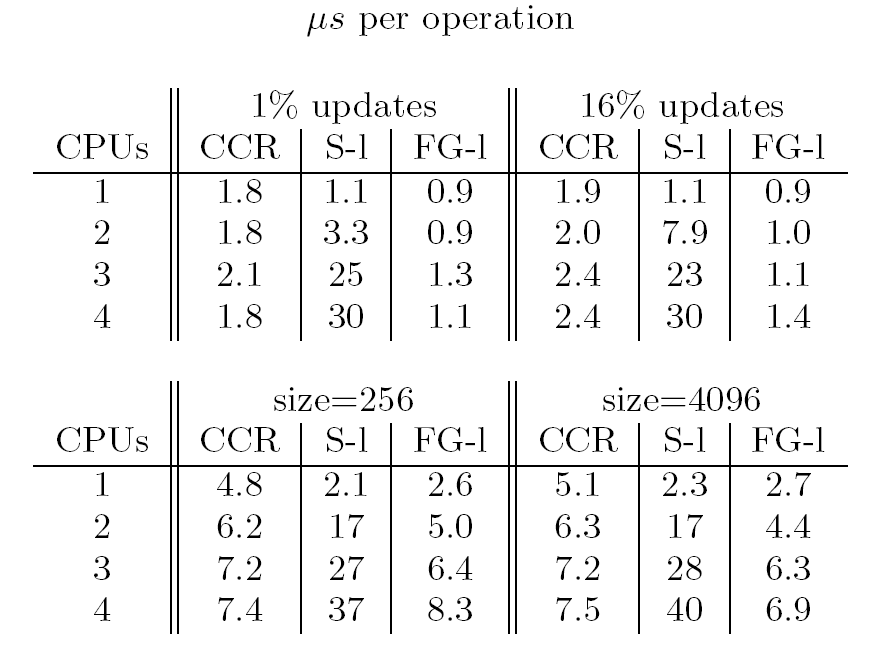 μs per operation
1% updates 16% updates
CPUs CCR S-l FG-l CCR S-l FG-l
1 1.8 1.1 0.9 1.9 1.1 0.9
2 1.8 3.3 0.9 2.0 7.9 1.0
3 2.1 25 1.3 2.4 23 1.1
4 1.8 30 1.1 2.4 30 1.4
size=256 size=4096
CPUs CCR S-l FG-l CCR S-l FG-l
1 4.8 2.1 2.6 5.1 2.3 2.7
2 6.2 17 5.0 6.3 17 4.4
3 7.2 27 6.4 7.2 28 6.3
4 7.4 37 8.3 7.5 40 6.9